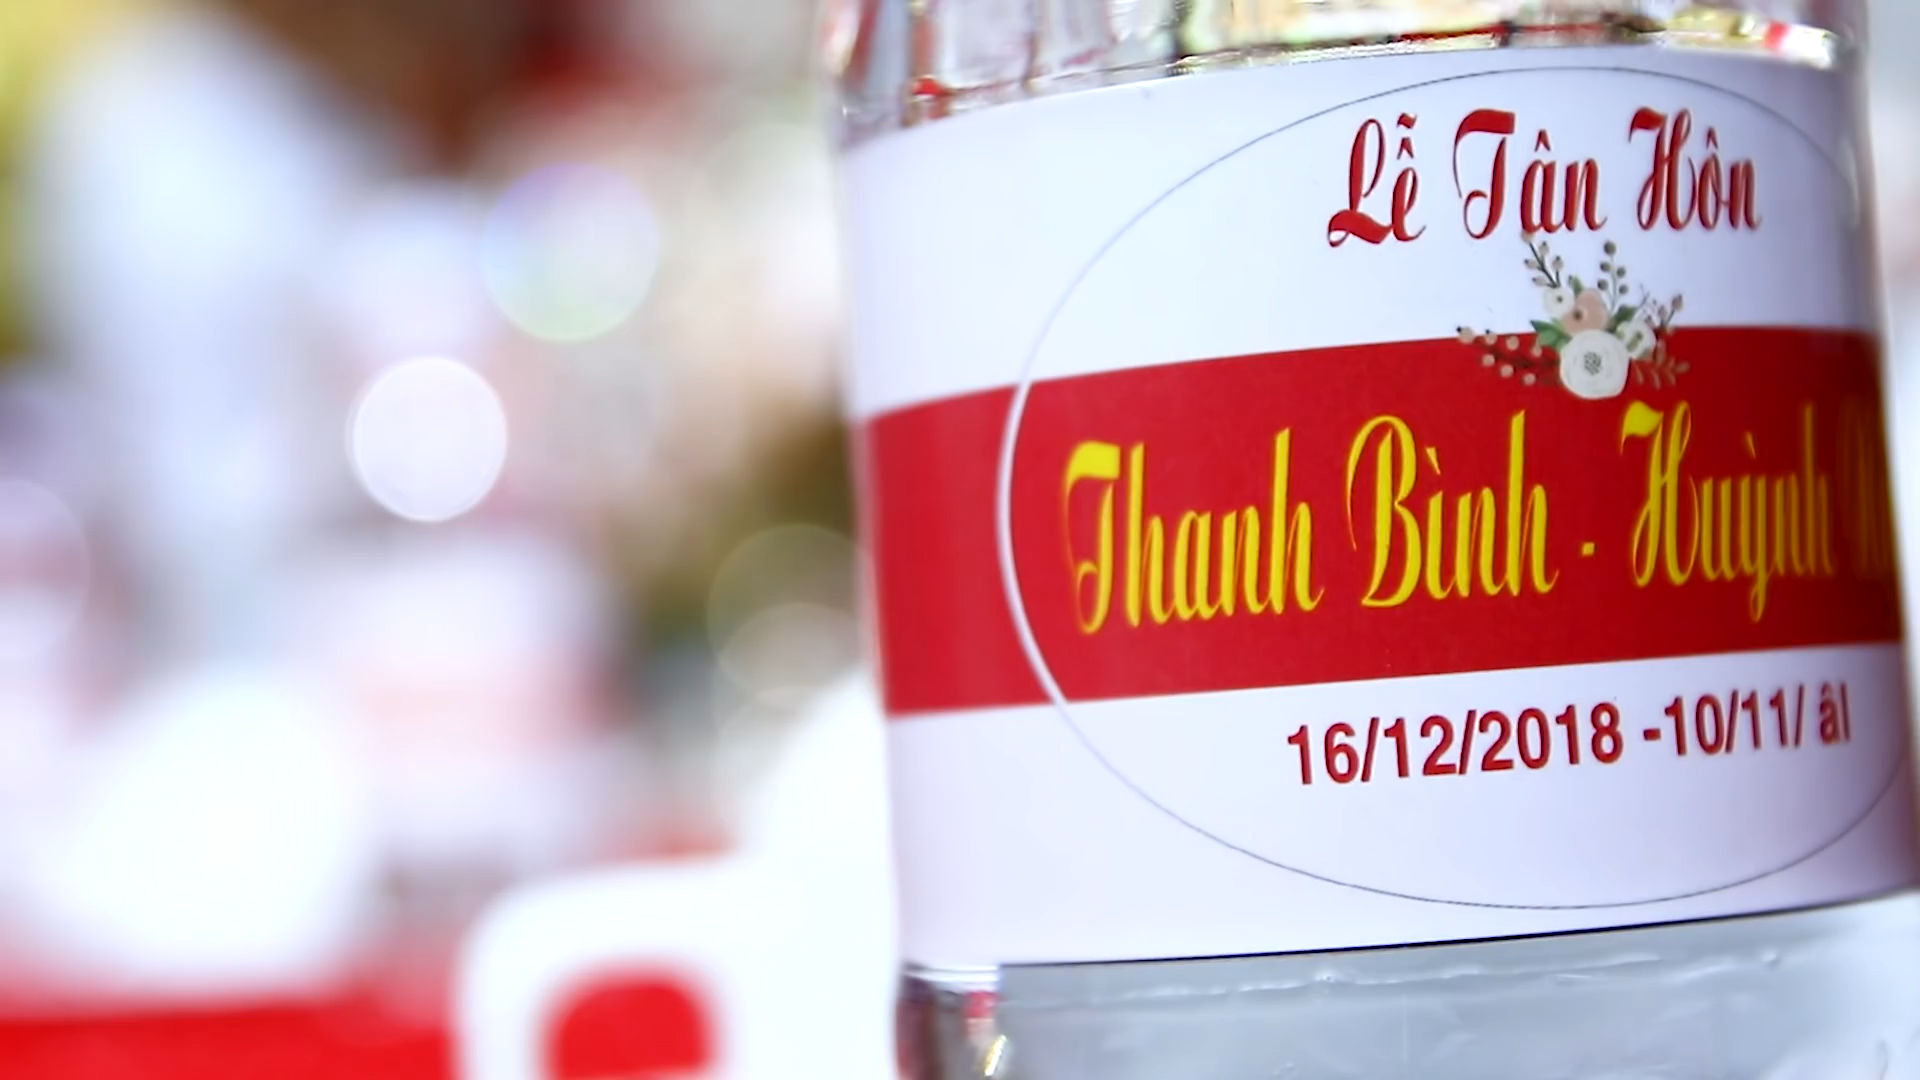 Lễ Tân Hôn
Thanh Bình - Huỳnh
16/12/2018 -10/11/ âl